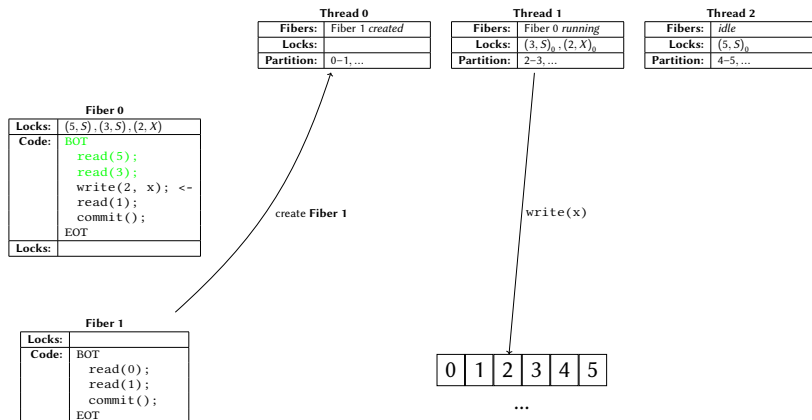 Thread 0
Fibers: Fiber 1 created
Locks:
Partition: 0–1, ...
Thread 1
Fibers: Fiber 0 running
Locks: (3, S)₀, (2, X)₀
Partition: 2–3, ...
Thread 2
Fibers: idle
Locks: (5, S)₀
Partition: 4–5, ...
Fiber 0
Locks: (5, S), (3, S), (2, X)
Code: BOT
read(5);
read(3);
write(2, x); <-
read(1);
commit();
EOT
Locks:
create Fiber 1
write(x)
Fiber 1
Locks:
Code: BOT
read(0);
read(1);
commit();
EOT
0 1 2 3 4 5
...